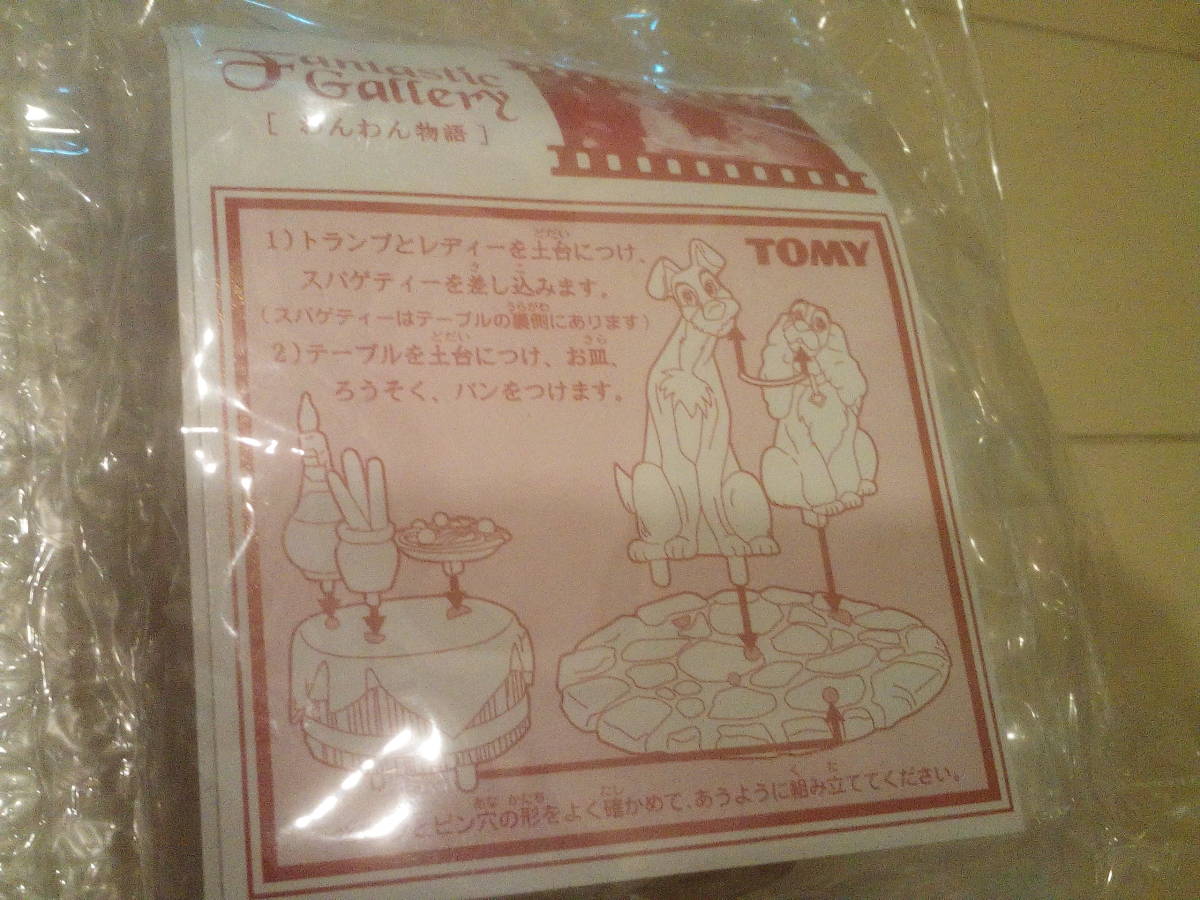 Fantastic
Gallery
[ わんわん物語 ]
TOMY
1)トランプとレディーを土台につけ、
スパゲティーを差し込みます。
(スパゲティーはテーブルの裏側にあります)
2)テーブルを土台につけ、お皿、
ろうそく、パンをつけます。
とピン穴の形をよく確かめて、あうように組み立ててください。